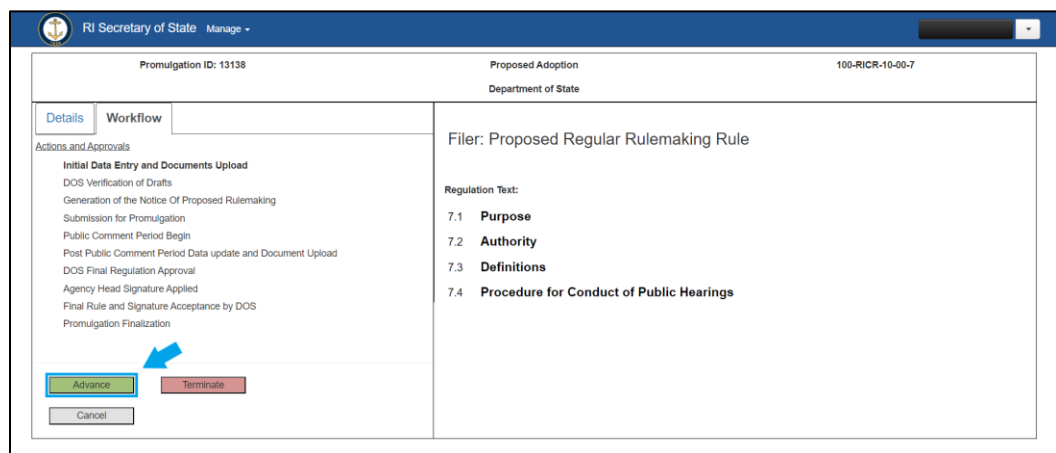 RI Secretary of State Manage
Promulgation ID: 13138 Proposed Adoption 100-RICR-10-00-7
Department of State
Details Workflow
Actions and Approvals
Initial Data Entry and Documents Upload
DOS Verification of Drafts
Generation of the Notice Of Proposed Rulemaking
Submission for Promulgation
Public Comment Period Begin
Post Public Comment Period Data update and Document Upload
DOS Final Regulation Approval
Agency Head Signature Applied
Final Rule and Signature Acceptance by DOS
Promulgation Finalization
Advance Terminate
Cancel
Filer: Proposed Regular Rulemaking Rule
Regulation Text:
7.1 Purpose
7.2 Authority
7.3 Definitions
7.4 Procedure for Conduct of Public Hearings